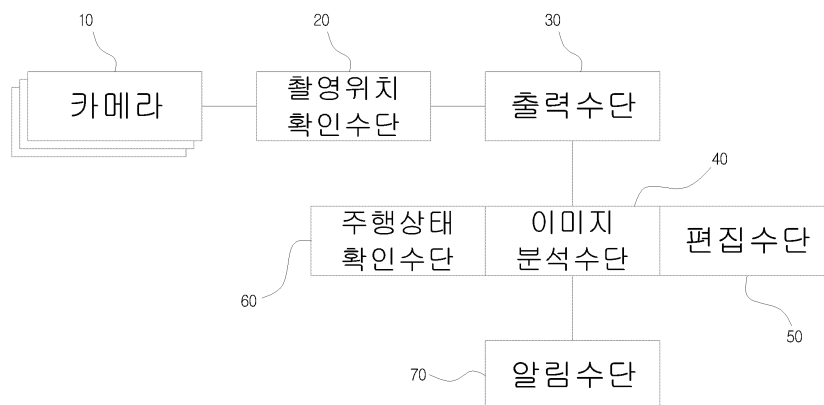 10
20
30
카메라
촬영위치
확인수단
출력수단
40
주행상태
확인수단
이미지
분석수단
편집수단
60
50
70
알림수단